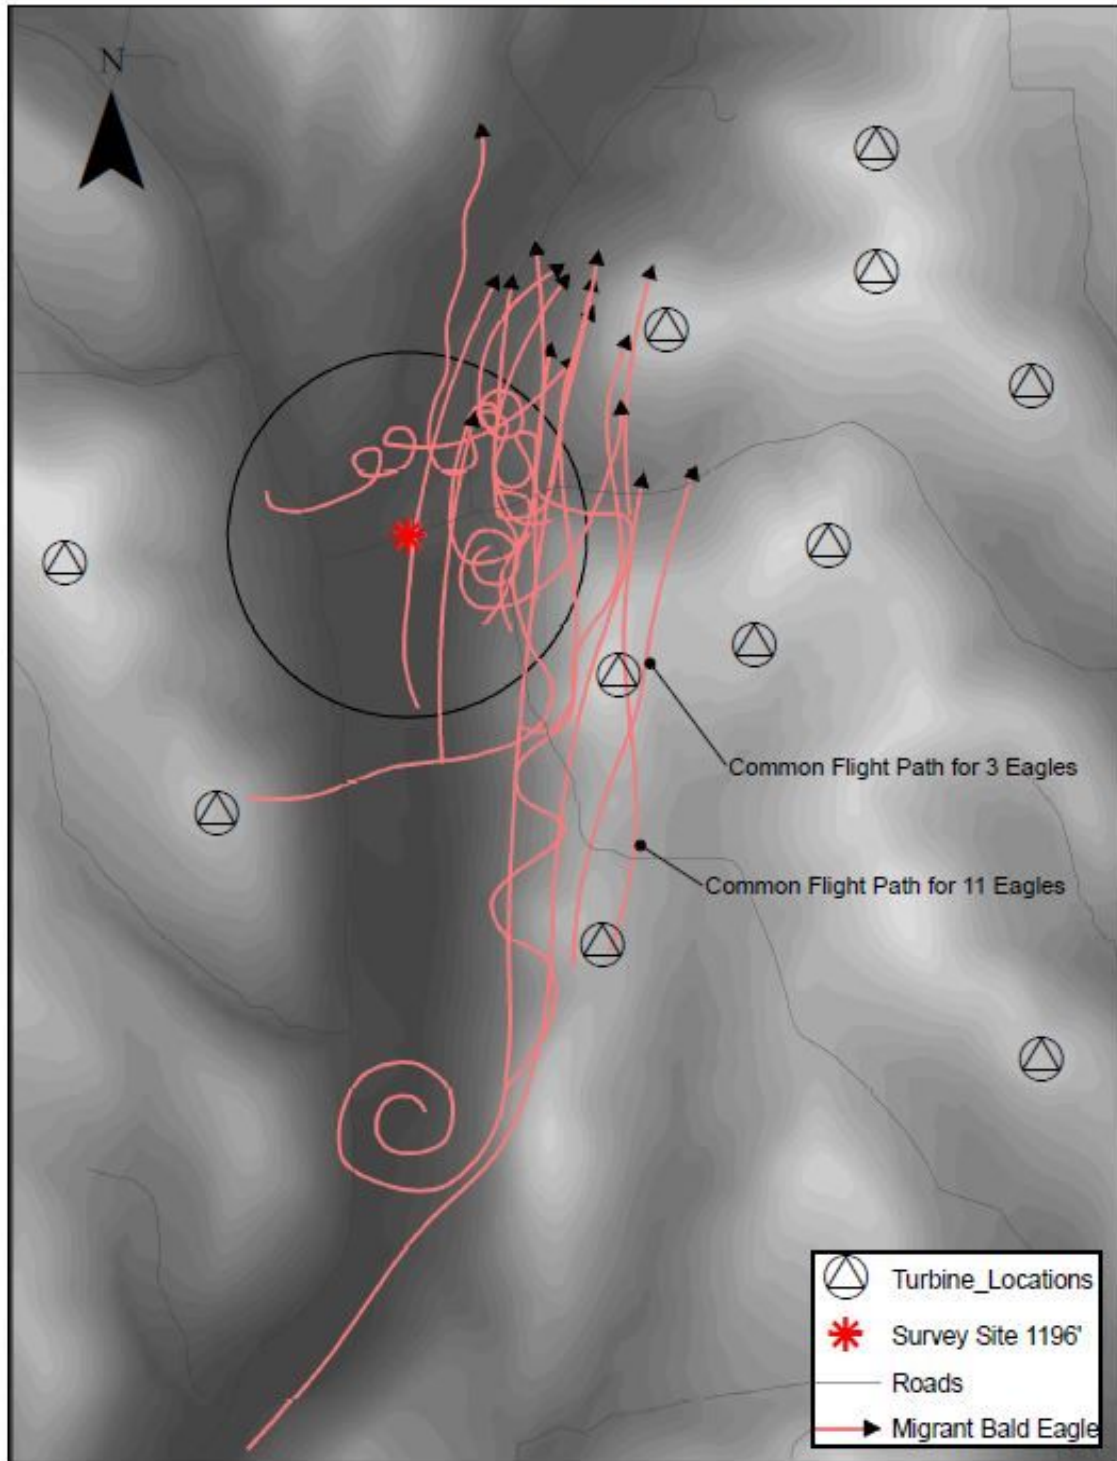 N
Common Flight Path for 3 Eagles
Common Flight Path for 11 Eagles
Turbine_Locations
Survey Site 1196'
Roads
Migrant Bald Eagle